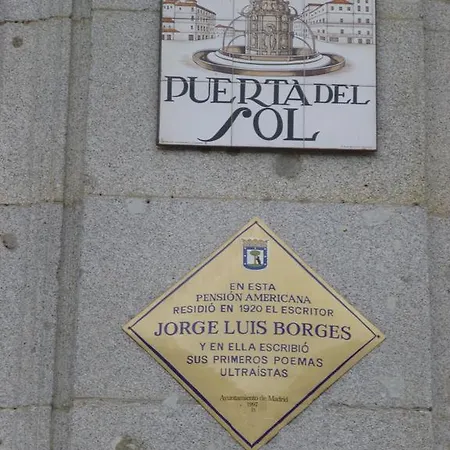 PUERTA DEL
SOL
EN ESTA
PENSIÓN AMERICANA
RESIDIÓ EN 1920 EL ESCRITOR
JORGE LUIS BORGES
Y EN ELLA ESCRIBIÓ
SUS PRIMEROS POEMAS
ULTRAÍSTAS
Ayuntamiento de Madrid